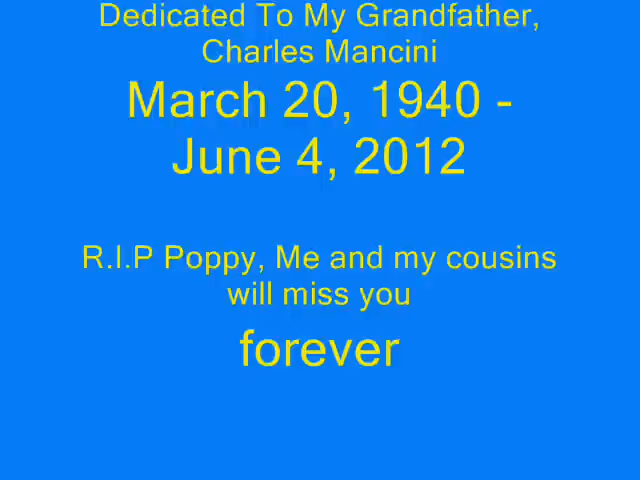 Dedicated To My Grandfather,
Charles Mancini
March 20, 1940 -
June 4, 2012
R.I.P Poppy, Me and my cousins
will miss you
forever